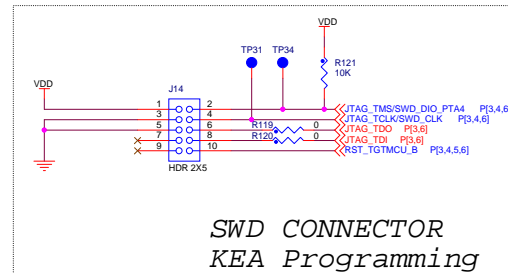 VDD
TP31 TP34
R121
10K
VDD
J14
1 2 JTAG_TMS/SWD_DIO_PTA4 P[3,4,6
3 4 JTAG_TCLK/SWD_CLK P[3,4,6]
5 6 R119 0 JTAG_TDO P[3,6]
7 8 R120 0 JTAG_TDI P[3,6]
9 10 RST_TGTMCU_B P[3,4,5,6]
HDR 2X5
SWD CONNECTOR
KEA Programming